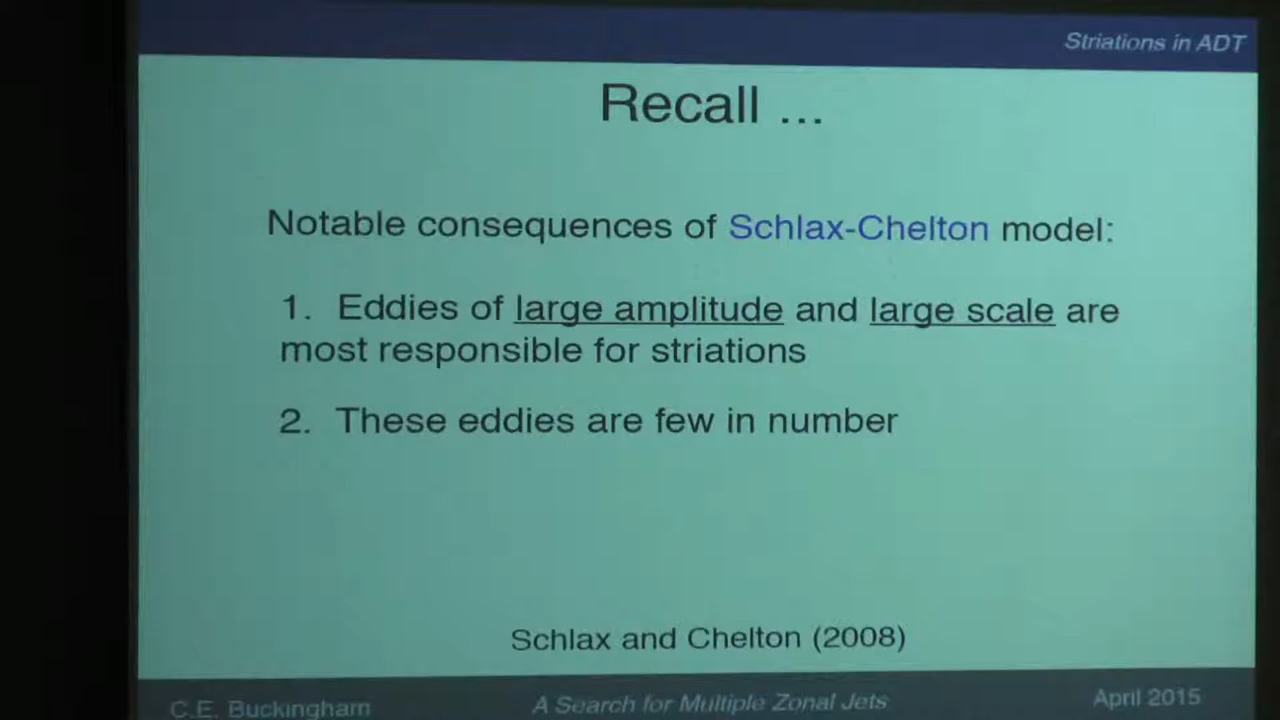 Striations in ADT
Recall ...
Notable consequences of Schlax-Chelton model:
1. Eddies of large amplitude and large scale are
most responsible for striations
2. These eddies are few in number
Schlax and Chelton (2008)
C.E. Buckingham
A Search for Multiple Zonal Jets
April 2015